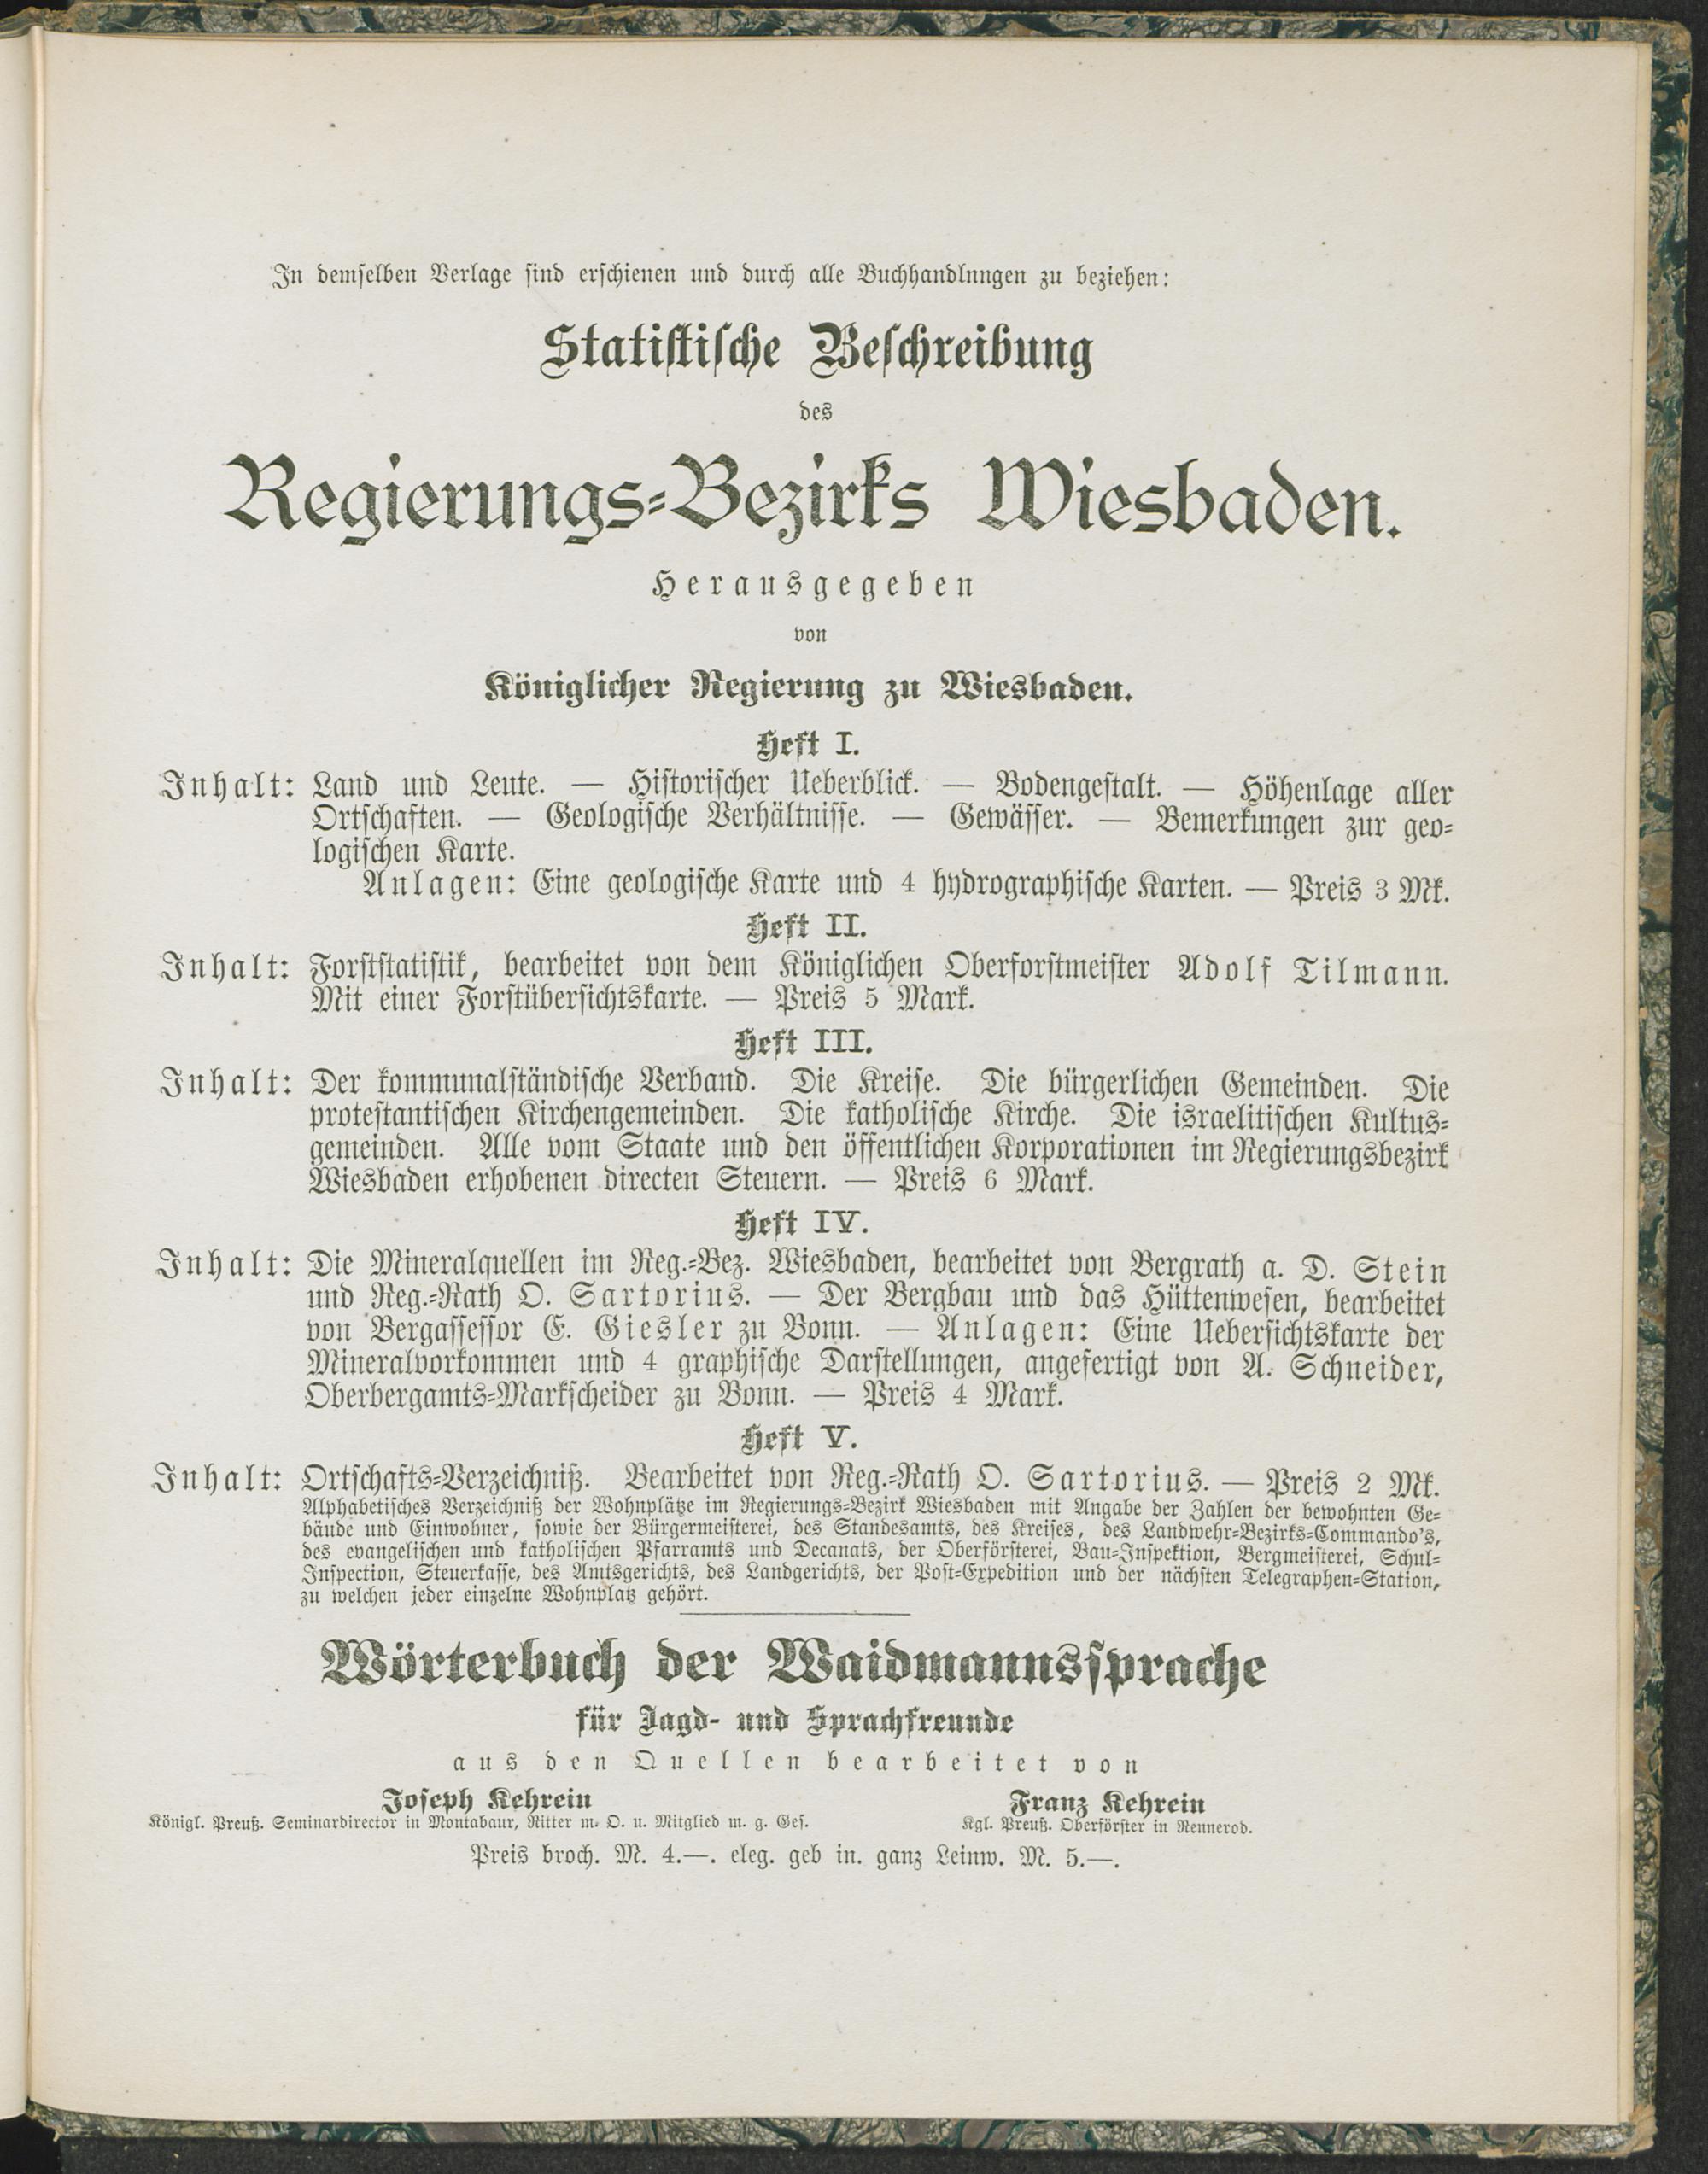 In demselben Verlage sind erschienen und durch alle Buchhandlnngen zu beziehen:
Statistische Beschreibung
des
Regierungs-Bezirks Wiesbaden.
Herausgegeben
von
Königlicher Regierung zu Wiesbaden.
Heft I.
Inhalt: Land und Leute. — Historischer Ueberblick. — Bodengestalt. — Höhenlage aller
Ortschaften. — Geologische Verhältnisse. — Gewässer. — Bemerkungen zur geo-
logischen Karte.
Anlagen: Eine geologische Karte und 4 hydrographische Karten. — Preis 3 Mk.
Heft II.
Inhalt: Forststatistik, bearbeitet von dem Königlichen Oberforstmeister Adolf Tilmann.
Mit einer Forstübersichtskarte. — Preis 5 Mark.
Heft III.
Inhalt: Der kommunalständische Verband. Die Kreise. Die bürgerlichen Gemeinden. Die
protestantischen Kirchengemeinden. Die katholische Kirche. Die israelitischen Kultus-
gemeinden. Alle vom Staate und den öffentlichen Korporationen im Regierungsbezirk
Wiesbaden erhobenen directen Steuern. — Preis 6 Mark.
Heft IV.
Inhalt: Die Mineralquellen im Reg.-Bez. Wiesbaden, bearbeitet von Bergrath a. D. Stein
und Reg.-Rath O. Sartorius. — Der Bergbau und das Hüttenwesen, bearbeitet
von Bergassessor E. Giesler zu Bonn. — Anlagen: Eine Uebersichtskarte der
Mineralvorkommen und 4 graphische Darstellungen, angefertigt von A. Schneider,
Oberbergamts-Markscheider zu Bonn. — Preis 4 Mark.
Heft V.
Inhalt: Ortschafts-Verzeichniß. Bearbeitet von Reg.-Rath O. Sartorius. — Preis 2 Mk.
Alphabetisches Verzeichniß der Wohnplätze im Regierungs-Bezirk Wiesbaden mit Angabe der Zahlen der bewohnten Ge-
bäude und Einwohner, sowie der Bürgermeisterei, des Standesamts, des Kreises, des Landwehr-Bezirks-Commando's,
des evangelischen und katholischen Pfarramts und Decanats, der Oberförsterei, Bau-Inspektion, Bergmeisterei, Schul-
Inspection, Steuerkasse, des Amtsgerichts, des Landgerichts, der Post-Expedition und der nächsten Telegraphen-Station,
zu welchen jeder einzelne Wohnplatz gehört.
Wörterbuch der Waidmannssprache
für Jagd- und Sprachfreunde
aus den Quellen bearbeitet von
Joseph Kehrein Franz Kehrein
Königl. Preuß. Seminardirector in Montabaur, Ritter m. O. u. Mitglied m. g. Ges. Kgl. Preuß. Oberförster in Rennerod.
Preis broch. M. 4.—. eleg. geb in. ganz Leinw. M. 5.—.